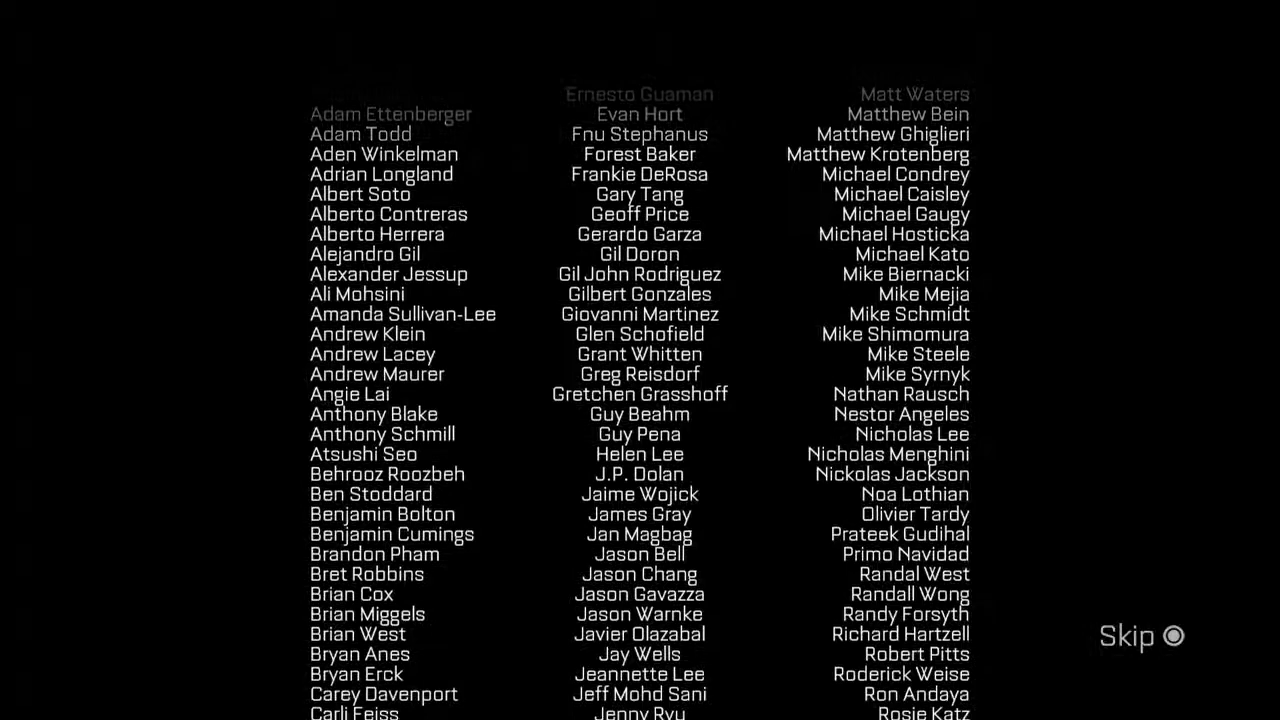 Ernesto Guaman Matt Waters
Adam Ettenberger Evan Hort Matthew Bein
Adam Todd Fnu Stephanus Matthew Ghiglieri
Aden Winkelman Forest Baker Matthew Krotenberg
Adrian Longland Frankie DeRosa Michael Condrey
Albert Soto Gary Tang Michael Caisley
Alberto Contreras Geoff Price Michael Gaugy
Alberto Herrera Gerardo Garza Michael Hosticka
Alejandro Gil Gil Doron Michael Kato
Alexander Jessup Gil John Rodriguez Mike Biernacki
Ali Mohsini Gilbert Gonzales Mike Mejia
Amanda Sullivan-Lee Giovanni Martinez Mike Schmidt
Andrew Klein Glen Schofield Mike Shimomura
Andrew Lacey Grant Whitten Mike Steele
Andrew Maurer Greg Reisdorf Mike Syrnyk
Angie Lai Gretchen Grasshoff Nathan Rausch
Anthony Blake Guy Beahm Nestor Angeles
Anthony Schmill Guy Pena Nicholas Lee
Atsushi Seo Helen Lee Nicholas Menghini
Behrooz Roozbeh J.P. Dolan Nickolas Jackson
Ben Stoddard Jaime Wojick Noa Lothian
Benjamin Bolton James Gray Olivier Tardy
Benjamin Cumings Jan Magbag Prateek Gudihal
Brandon Pham Jason Bell Primo Navidad
Bret Robbins Jason Chang Randal West
Brian Cox Jason Gavazza Randall Wong
Brian Miggels Jason Warnke Randy Forsyth
Brian West Javier Olazabal Richard Hartzell
Skip
Bryan Anes Jay Wells Robert Pitts
Bryan Erck Jeannette Lee Roderick Weise
Carey Davenport Jeff Mohd Sani Ron Andaya
Carli Feiss Jenny Ryu Rosie Katz